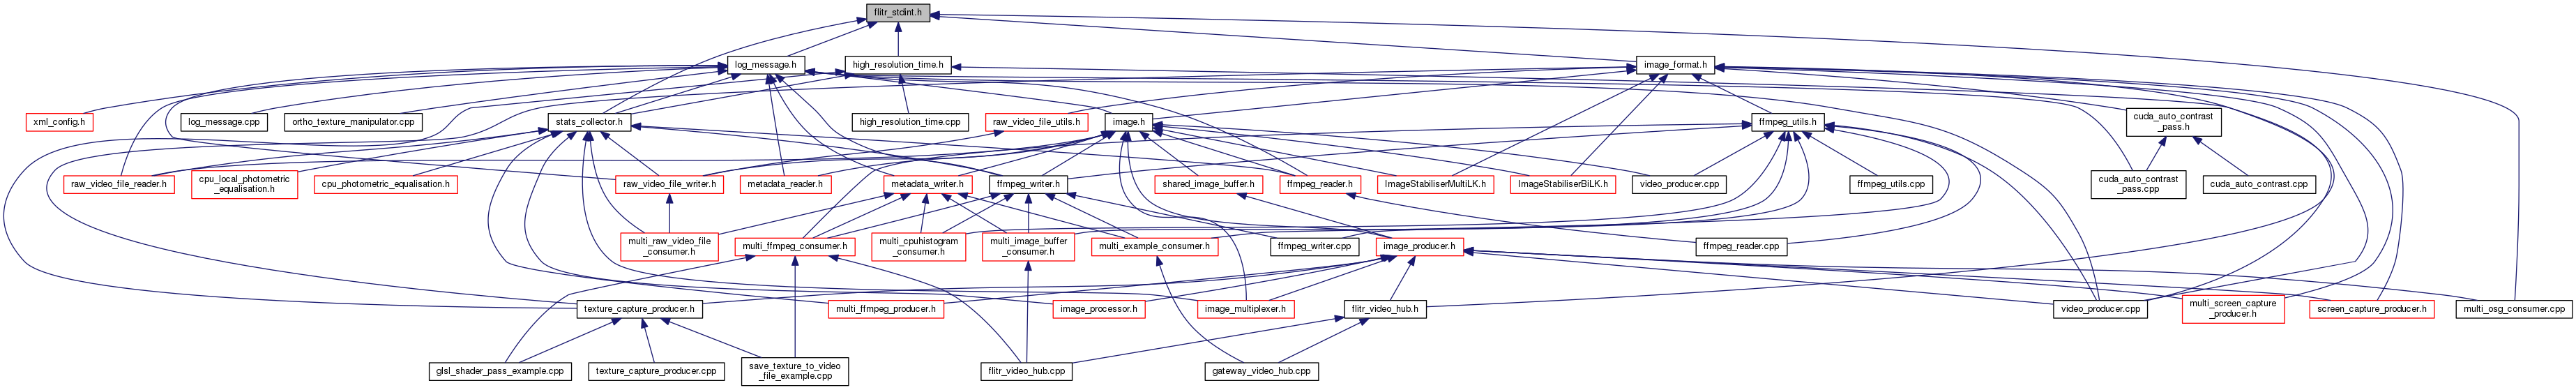 flitr_stdint.h
log_message.h
high_resolution_time.h
image_format.h
xml_config.h
log_message.cpp
ortho_texture_manipulator.cpp
stats_collector.h
high_resolution_time.cpp
raw_video_file_utils.h
image.h
ffmpeg_utils.h
cuda_auto_contrast
_pass.h
raw_video_file_reader.h
cpu_local_photometric
_equalisation.h
cpu_photometric_equalisation.h
raw_video_file_writer.h
metadata_reader.h
metadata_writer.h
ffmpeg_writer.h
shared_image_buffer.h
ffmpeg_reader.h
ImageStabiliserMultiLK.h
ImageStabiliserBiLK.h
video_producer.cpp
ffmpeg_utils.cpp
cuda_auto_contrast
_pass.cpp
cuda_auto_contrast.cpp
multi_raw_video_file
_consumer.h
multi_ffmpeg_consumer.h
multi_cpuhistogram
_consumer.h
multi_image_buffer
_consumer.h
multi_example_consumer.h
ffmpeg_writer.cpp
image_producer.h
ffmpeg_reader.cpp
texture_capture_producer.h
multi_ffmpeg_producer.h
image_processor.h
image_multiplexer.h
flitr_video_hub.h
video_producer.cpp
multi_screen_capture
_producer.h
screen_capture_producer.h
multi_osg_consumer.cpp
glsl_shader_pass_example.cpp
texture_capture_producer.cpp
save_texture_to_video
_file_example.cpp
flitr_video_hub.cpp
gateway_video_hub.cpp